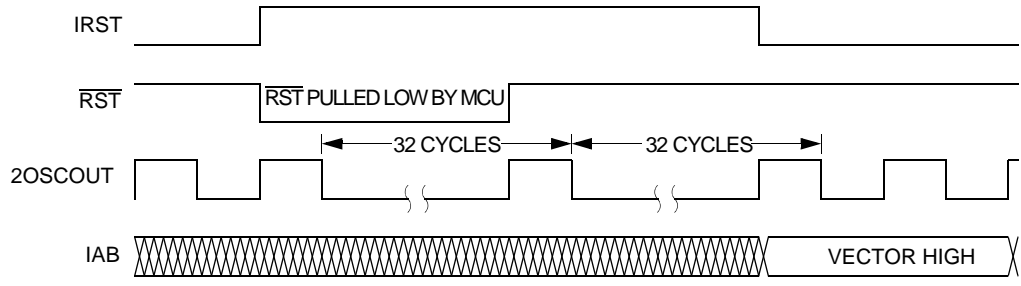 IRST
RST
RST PULLED LOW BY MCU
32 CYCLES
32 CYCLES
2OSCOUT
IAB
VECTOR HIGH